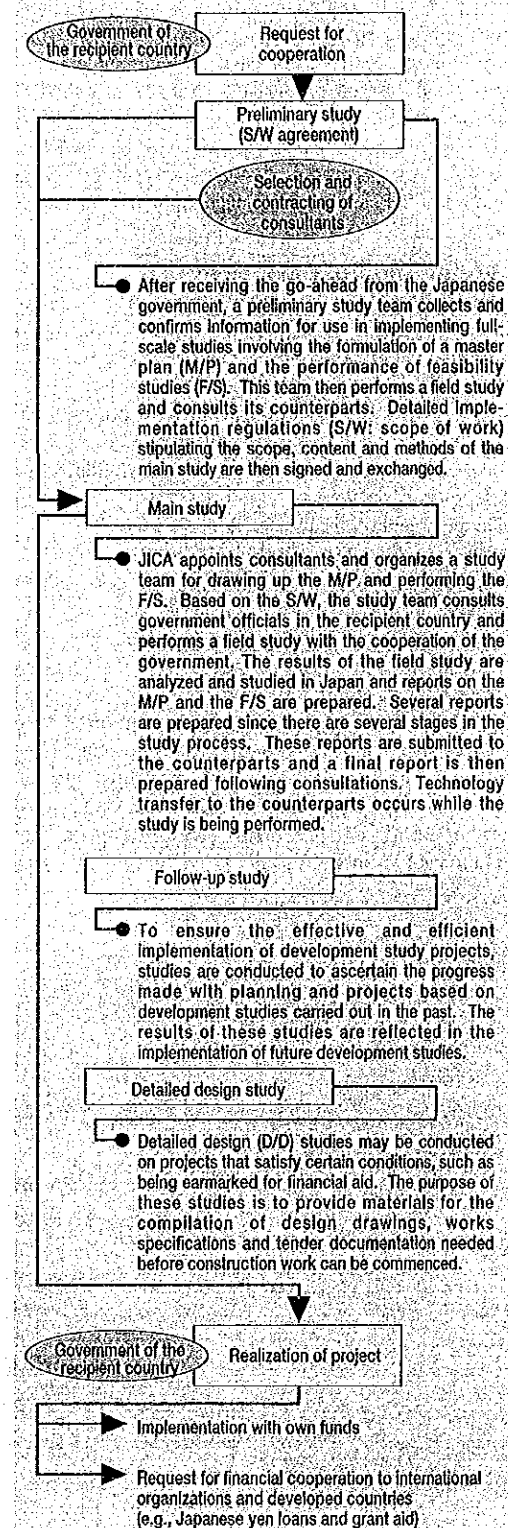 Government of
the recipient country
Request for
cooperation
Preliminary study
(S/W agreement)
Selection and
contracting of
consultants
After receiving the go-ahead from the Japanese
government, a preliminary study team collects and
confirms information for use in implementing full-
scale studies involving the formulation of a master
plan (M/P) and the performance of feasibility
studies (F/S). This team then performs a field study
and consults its counterparts. Detailed imple-
mentation regulations (S/W: scope of work)
stipulating the scope, content and methods of the
main study are then signed and exchanged.
Main study
JICA appoints consultants and organizes a study
team for drawing up the M/P and performing the
F/S. Based on the S/W, the study team consults
government officials in the recipient country and
performs a field study with the cooperation of the
government. The results of the field study are
analyzed and studied in Japan and reports on the
M/P and the F/S are prepared. Several reports
are prepared since there are several stages in the
study process. These reports are submitted to
the counterparts and a final report is then
prepared following consultations. Technology
transfer to the counterparts occurs while the
study is being performed.
Follow-up study
To ensure the effective and efficient
implementation of development study projects,
studies are conducted to ascertain the progress
made with planning and projects based on
development studies carried out in the past. The
results of these studies are reflected in the
implementation of future development studies.
Detailed design study
Detailed design (D/D) studies may be conducted
on projects that satisfy certain conditions, such as
being earmarked for financial aid. The purpose of
these studies is to provide materials for the
compilation of design drawings, works
specifications and tender documentation needed
before construction work can be commenced.
Government of the
recipient country
Realization of project
Implementation with own funds
Request for financial cooperation to international
organizations and developed countries
(e.g., Japanese yen loans and grant aid)